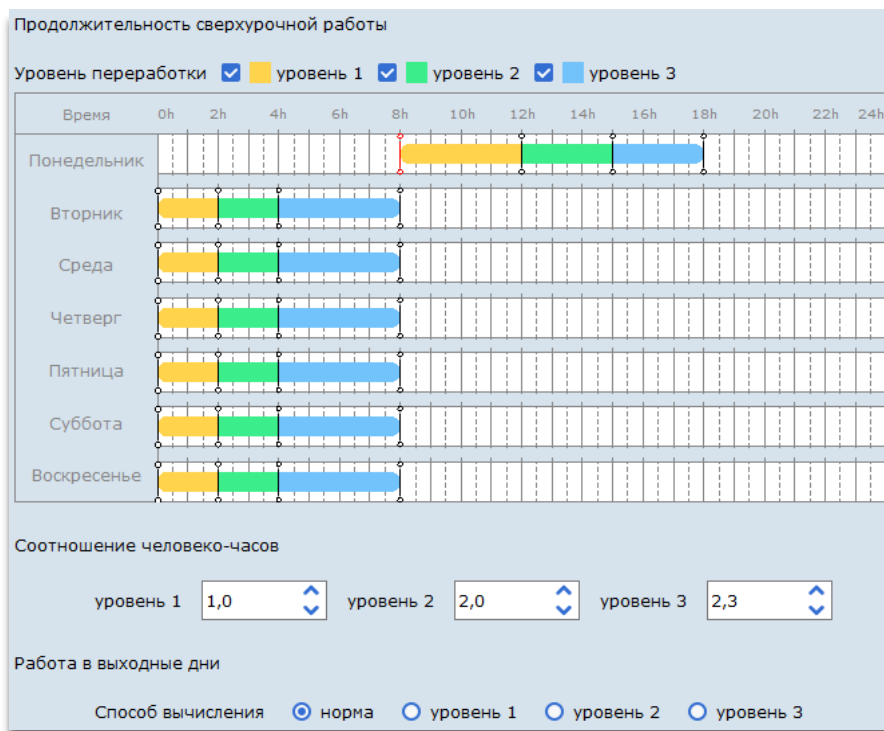 Продолжительность сверхурочной работы
Уровень переработки уровень 1 уровень 2 уровень 3
Время 0h 2h 4h 6h 8h 10h 12h 14h 16h 18h 20h 22h 24h
Понедельник
Вторник
Среда
Четверг
Пятница
Суббота
Воскресенье
Соотношение человеко-часов
уровень 1 1,0 уровень 2 2,0 уровень 3 2,3
Работа в выходные дни
Способ вычисления норма уровень 1 уровень 2 уровень 3